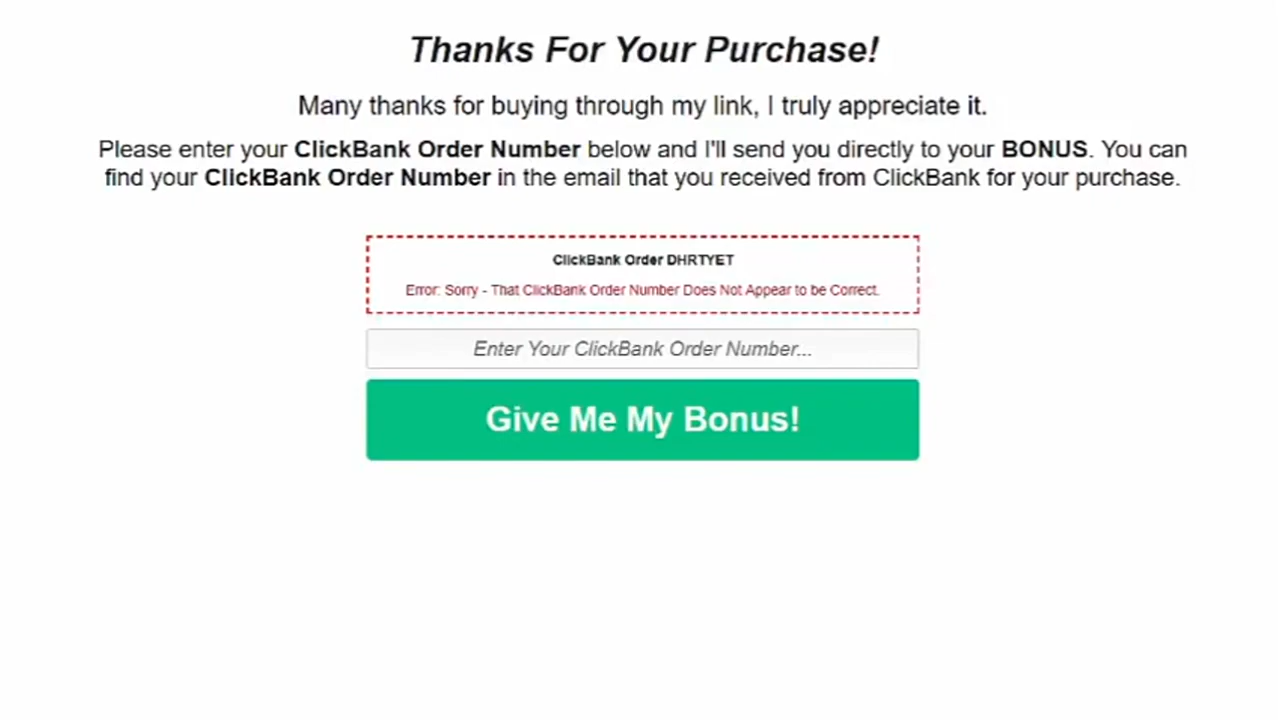 Thanks For Your Purchase!
Many thanks for buying through my link, I truly appreciate it.
Please enter your ClickBank Order Number below and I'll send you directly to your BONUS. You can
find your ClickBank Order Number in the email that you received from ClickBank for your purchase.
ClickBank Order DHRTYET
Error: Sorry - That ClickBank Order Number Does Not Appear to be Correct.
Enter Your ClickBank Order Number...
Give Me My Bonus!